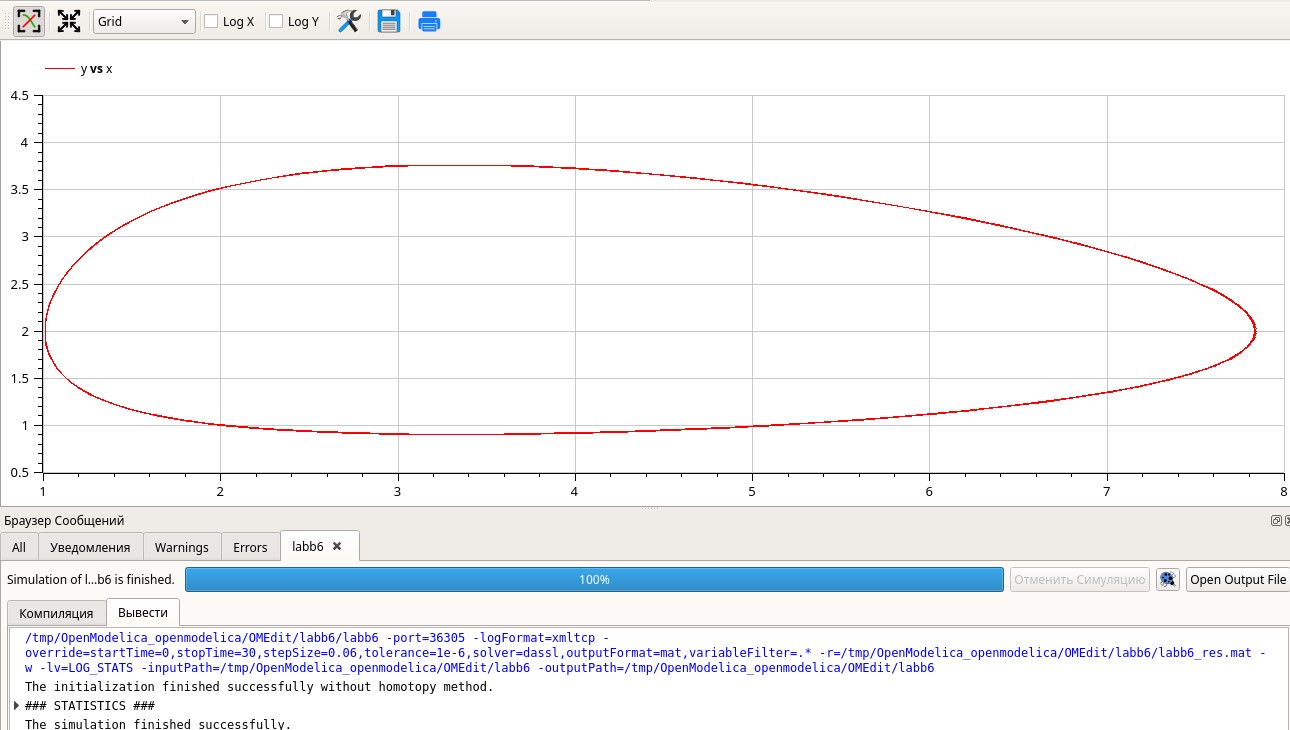 Grid Log X Log Y
y vs x
4.5
4
3.5
3
2.5
2
1.5
1
0.5
1 2 3 4 5 6 7 8
Браузер Сообщений
All Уведомления Warnings Errors labb6
Simulation of l...b6 is finished. 100% Отменить Симуляцию Open Output File
Компиляция Вывести
/tmp/OpenModelica_openmodelica/OMEdit/labb6/labb6 -port=36305 -logFormat=xmltcp -
override=startTime=0,stopTime=30,stepSize=0.06,tolerance=1e-6,solver=dassl,outputFormat=mat,variableFilter=.* -r=/tmp/OpenModelica_openmodelica/OMEdit/labb6/labb6_res.mat -
w -lv=LOG_STATS -inputPath=/tmp/OpenModelica_openmodelica/OMEdit/labb6 -outputPath=/tmp/OpenModelica_openmodelica/OMEdit/labb6
The initialization finished successfully without homotopy method.
### STATISTICS ###
The simulation finished successfully.